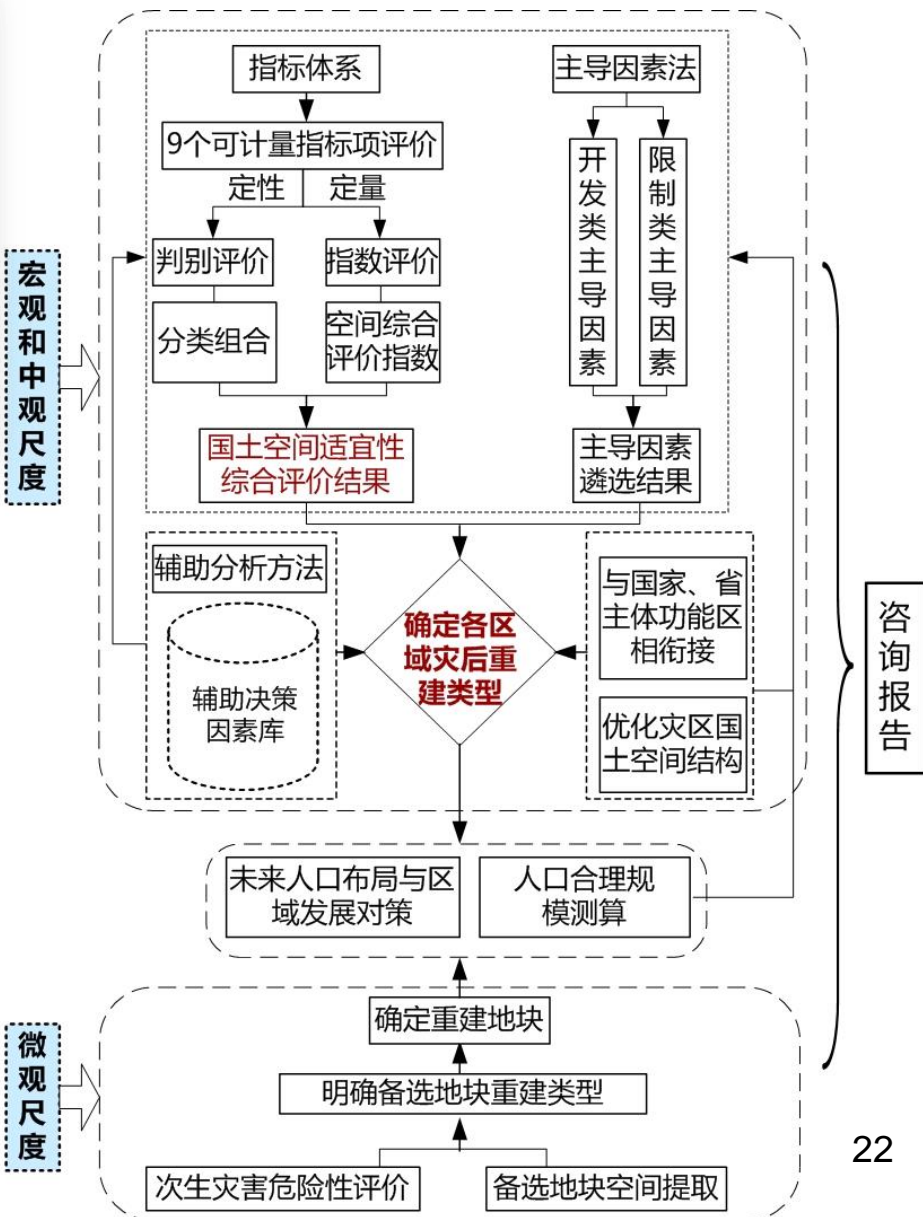 指标体系
主导因素法
9个可计量指标项评价
定性
定量
判别评价
指数评价
分类组合
空间综合
评价指数
开发类主导因素
限制类主导因素
国土空间适宜性
综合评价结果
主导因素
遴选结果
宏观和中观尺度
辅助分析方法
辅助决策
因素库
确定各区
域灾后重
建类型
与国家、省
主体功能区
相衔接
优化灾区国
土空间结构
咨询报告
未来人口布局与区
域发展对策
人口合理规
模测算
微观尺度
确定重建地块
明确备选地块重建类型
次生灾害危险性评价
备选地块空间提取
22